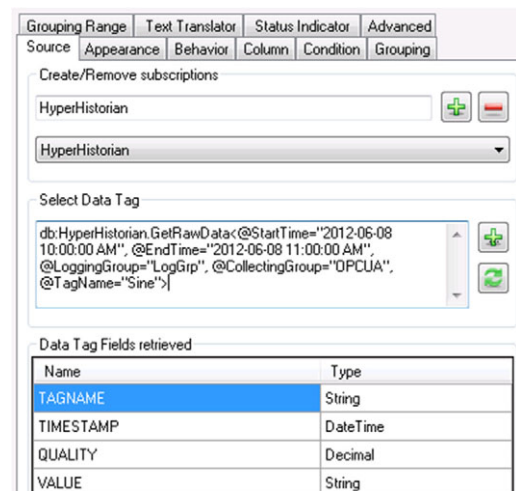 Grouping Range Text Translator Status Indicator Advanced
Source Appearance Behavior Column Condition Grouping
Create/Remove subscriptions
HyperHistorian
HyperHistorian
Select Data Tag
db:HyperHistorian.GetRawData<@StartTime="2012-06-08
10:00:00 AM", @EndTime="2012-06-08 11:00:00 AM",
@LoggingGroup="LogGrp", @CollectingGroup="OPCUA",
@TagName="Sine">
Data Tag Fields retrieved
Name Type
TAGNAME String
TIMESTAMP DateTime
QUALITY Decimal
VALUE String